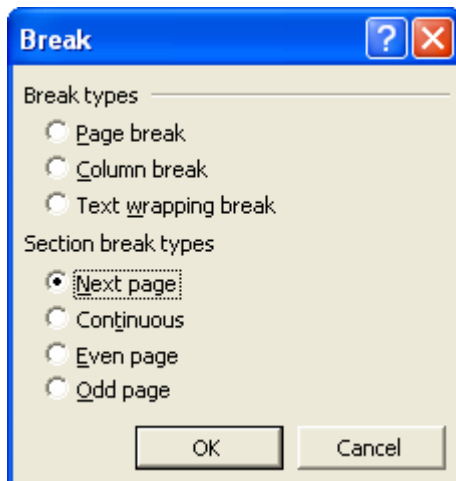 Break
Break types
Page break
Column break
Text wrapping break
Section break types
Next page
Continuous
Even page
Odd page
OK Cancel